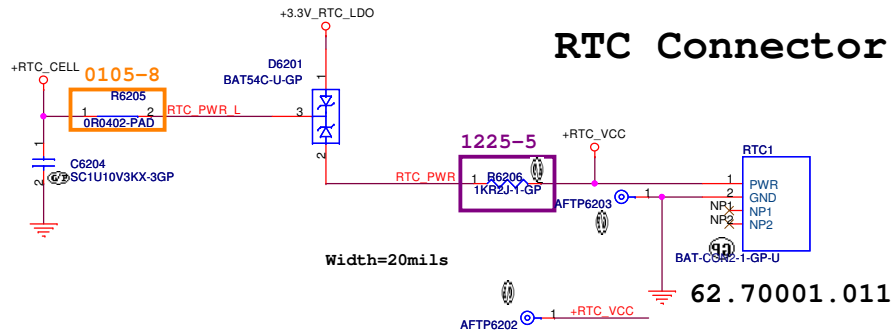 +3.3V_RTC_LDO
RTC Connector
+RTC_CELL
0105-8
D6201
BAT54C-U-GP
R6205
1 2
0R0402-PAD
RTC_PWR_L
1
3
2
1
2
C6204
SC1U10V3KX-3GP
1225-5
+RTC_VCC
RTC1
RTC_PWR
1
R6206
1KR2J-1-GP
AFTP6203
1
1
2
NP1
NP2
PWR
GND
NP1
NP2
BAT-CON2-1-GP-U
Width=20mils
62.70001.011
AFTP6202
1
+RTC_VCC